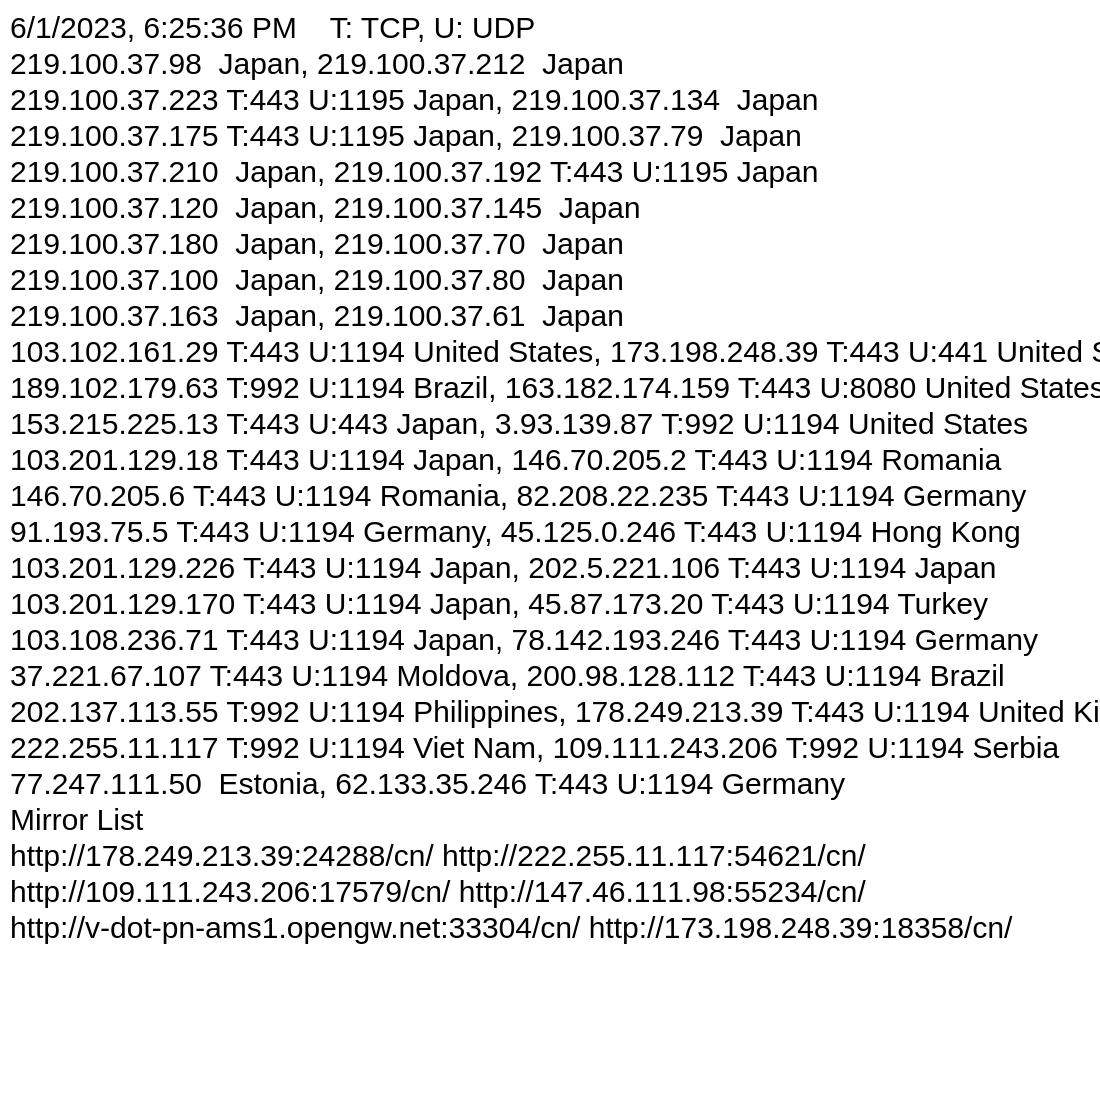 6/1/2023, 6:25:36 PM    T: TCP, U: UDP
219.100.37.98  Japan, 219.100.37.212  Japan
219.100.37.223 T:443 U:1195 Japan, 219.100.37.134  Japan
219.100.37.175 T:443 U:1195 Japan, 219.100.37.79  Japan
219.100.37.210  Japan, 219.100.37.192 T:443 U:1195 Japan
219.100.37.120  Japan, 219.100.37.145  Japan
219.100.37.180  Japan, 219.100.37.70  Japan
219.100.37.100  Japan, 219.100.37.80  Japan
219.100.37.163  Japan, 219.100.37.61  Japan
103.102.161.29 T:443 U:1194 United States, 173.198.248.39 T:443 U:441 United S
189.102.179.63 T:992 U:1194 Brazil, 163.182.174.159 T:443 U:8080 United States
153.215.225.13 T:443 U:443 Japan, 3.93.139.87 T:992 U:1194 United States
103.201.129.18 T:443 U:1194 Japan, 146.70.205.2 T:443 U:1194 Romania
146.70.205.6 T:443 U:1194 Romania, 82.208.22.235 T:443 U:1194 Germany
91.193.75.5 T:443 U:1194 Germany, 45.125.0.246 T:443 U:1194 Hong Kong
103.201.129.226 T:443 U:1194 Japan, 202.5.221.106 T:443 U:1194 Japan
103.201.129.170 T:443 U:1194 Japan, 45.87.173.20 T:443 U:1194 Turkey
103.108.236.71 T:443 U:1194 Japan, 78.142.193.246 T:443 U:1194 Germany
37.221.67.107 T:443 U:1194 Moldova, 200.98.128.112 T:443 U:1194 Brazil
202.137.113.55 T:992 U:1194 Philippines, 178.249.213.39 T:443 U:1194 United Ki
222.255.11.117 T:992 U:1194 Viet Nam, 109.111.243.206 T:992 U:1194 Serbia
77.247.111.50  Estonia, 62.133.35.246 T:443 U:1194 Germany
Mirror List
http://178.249.213.39:24288/cn/ http://222.255.11.117:54621/cn/
http://109.111.243.206:17579/cn/ http://147.46.111.98:55234/cn/
http://v-dot-pn-ams1.opengw.net:33304/cn/ http://173.198.248.39:18358/cn/